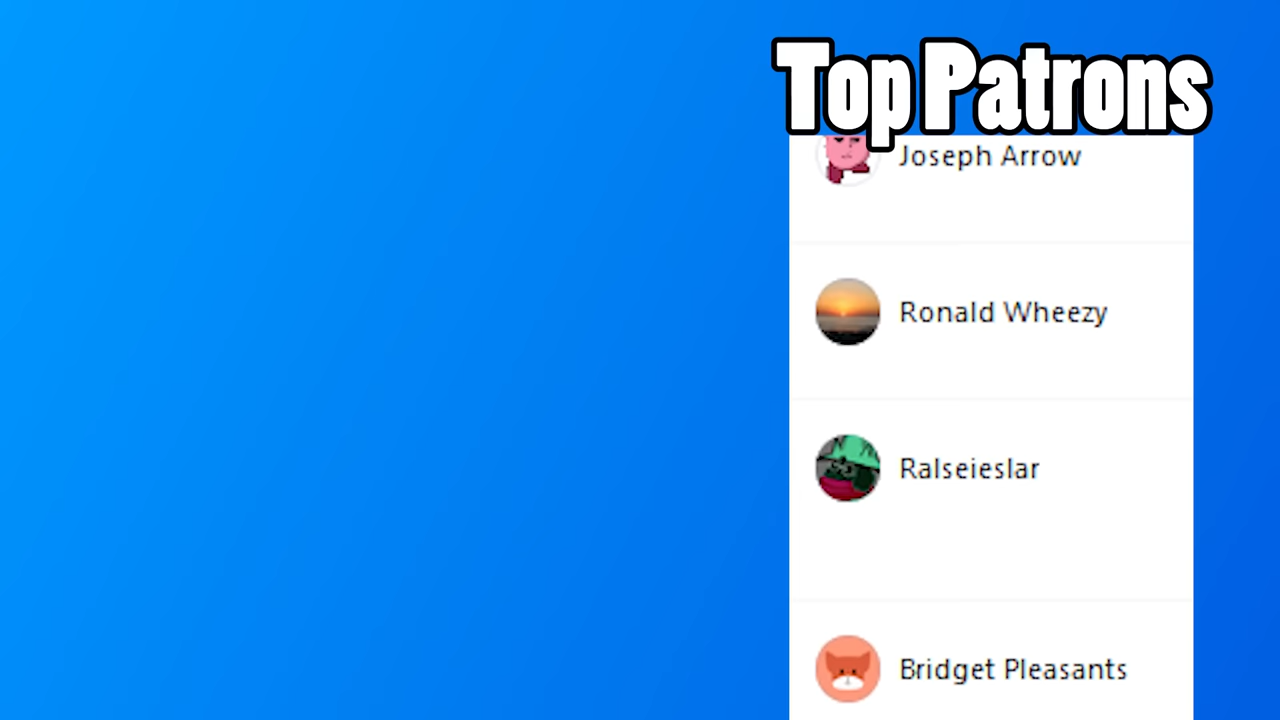 Top Patrons
Joseph Arrow
Ronald Wheezy
Ralseieslar
Bridget Pleasants